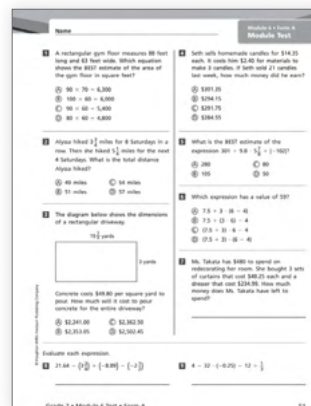 Name
Module 6 • Form A
Module Test
1 A rectangular gym floor measures 88 feet
long and 63 feet wide. Which equation
shows the BEST estimate of the area of
the gym floor in square feet?
Ⓐ 90 × 70 = 6,300
Ⓑ 100 × 60 = 6,000
Ⓒ 90 × 60 = 5,400
Ⓓ 80 × 60 = 4,800
2 Alyssa hiked miles for 8 Saturdays in a
row. Then she hiked miles for the next
4 Saturdays. What is the total distance
Alyssa hiked?
Ⓐ 49 miles Ⓒ 54 miles
Ⓑ 51 miles Ⓓ 57 miles
3 The diagram below shows the dimensions
of a rectangular driveway.
yards
3 yards
Concrete costs $49.80 per square yard to
pour. How much will it cost to pour
concrete for the entire driveway?
Ⓐ $2,241.00 Ⓒ $2,362.50
Ⓑ $2,353.05 Ⓓ $2,502.45
4 Seth sells homemade candles for $14.35
each. It costs him $2.40 for materials to
make 3 candles. If Seth sold 21 candles
last week, how much money did he earn?
Ⓐ $301.35
Ⓑ $294.15
Ⓒ $291.75
Ⓓ $284.55
5 What is the BEST estimate of the
expression
Ⓐ 200 Ⓒ 80
Ⓑ 105 Ⓓ 50
6 Which expression has a value of 59?
Ⓐ 7.5 + 3 · (6 − 4)
Ⓑ 7.5 + (3 · 6) − 4
Ⓒ (7.5 + 3) · 6 − 4
Ⓓ (7.5 + 3) · (6 − 4)
7 Ms. Takata has $480 to spend on
redecorating her room. She bought 3 sets
of curtains that cost $48.25 each and a
dresser that cost $234.99. How much
money does Ms. Takata have left to
spend?
Evaluate each expression.
8 21.64 −
9 4 − 32 · (−0.25) − 12 ÷
Grade 7 • Module 6 Test • Form A